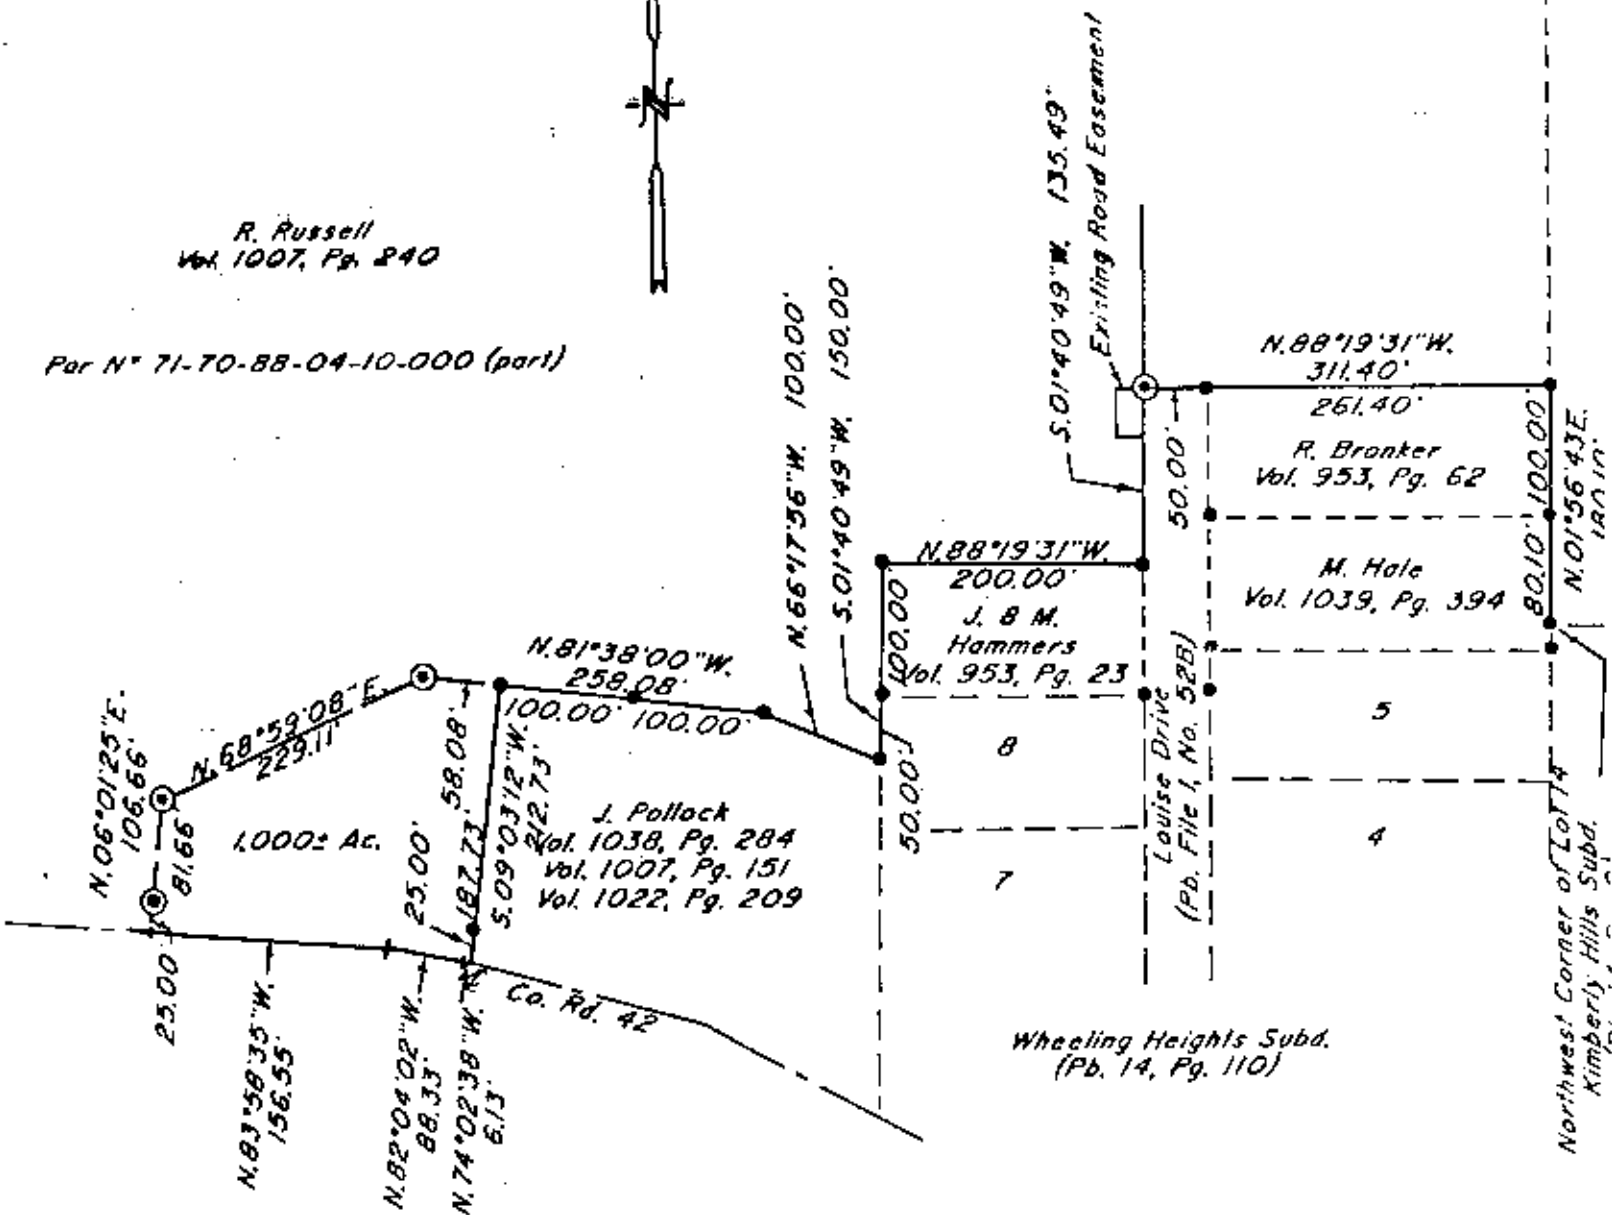 N
R. Russell
Vol. 1007, Pg. 240
Par Nº 71-70-88-04-10-000 (part)
S.01°40'49"W. 135.49'
Existing Road Easement
N.88°19'31"W.
311.40'
261.40'
50.00'
R. Bronker
Vol. 953, Pg. 62
100.00'
N.01°56'43E.
180.10'
80.10'
M. Hale
Vol. 1039, Pg. 394
N.66°17'56"W. 100.00'
S.01°40'49"W. 150.00'
N.88°19'31"W.
200.00'
100.00
J. & M.
Hammers
Vol. 953, Pg. 23
50.00'
8
7
5
4
Louise Drive
(Pb. File 1, No. 52B)
N.81°38'00"W.
258.08'
100.00' 100.00'
58.08'
N.68°59'08"E.
229.11'
N.06°01'25"E.
106.66'
81.66'
25.00'
1.000± Ac.
25.00'
187.73'
S.09°03'12"W.
212.73'
J. Pollock
Vol. 1038, Pg. 284
Vol. 1007, Pg. 151
Vol. 1022, Pg. 209
N.83°58'35"W.
156.55'
N.82°04'02"W.
88.33'
N.74°02'38"W.
6.13'
Co. Rd. 42
Wheeling Heights Subd.
(Pb. 14, Pg. 110)
Northwest Corner of Lot 14
Kimberly Hills Subd.